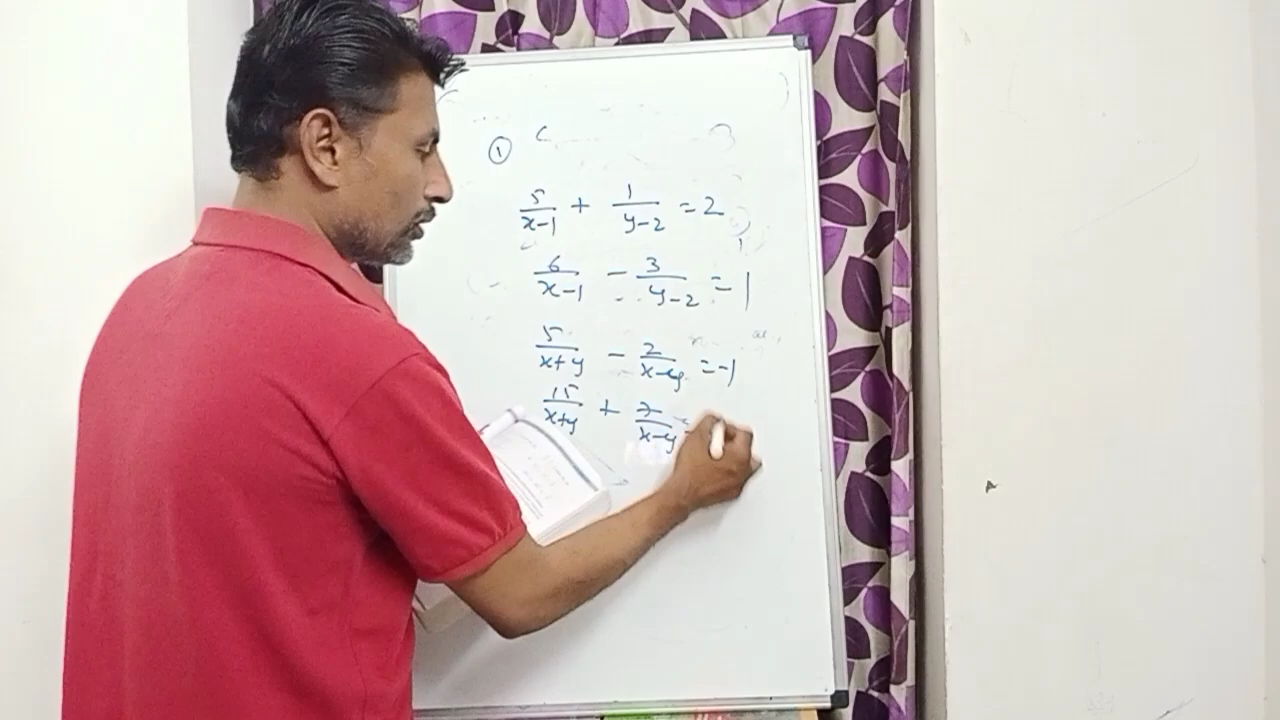 ①
5/(x-1) + 1/(y-2) = 2
6/(x-1) - 3/(y-2) = 1
5/(x+y) - 2/(x-y) = -1
15/(x+y) + 7/(x-y) =